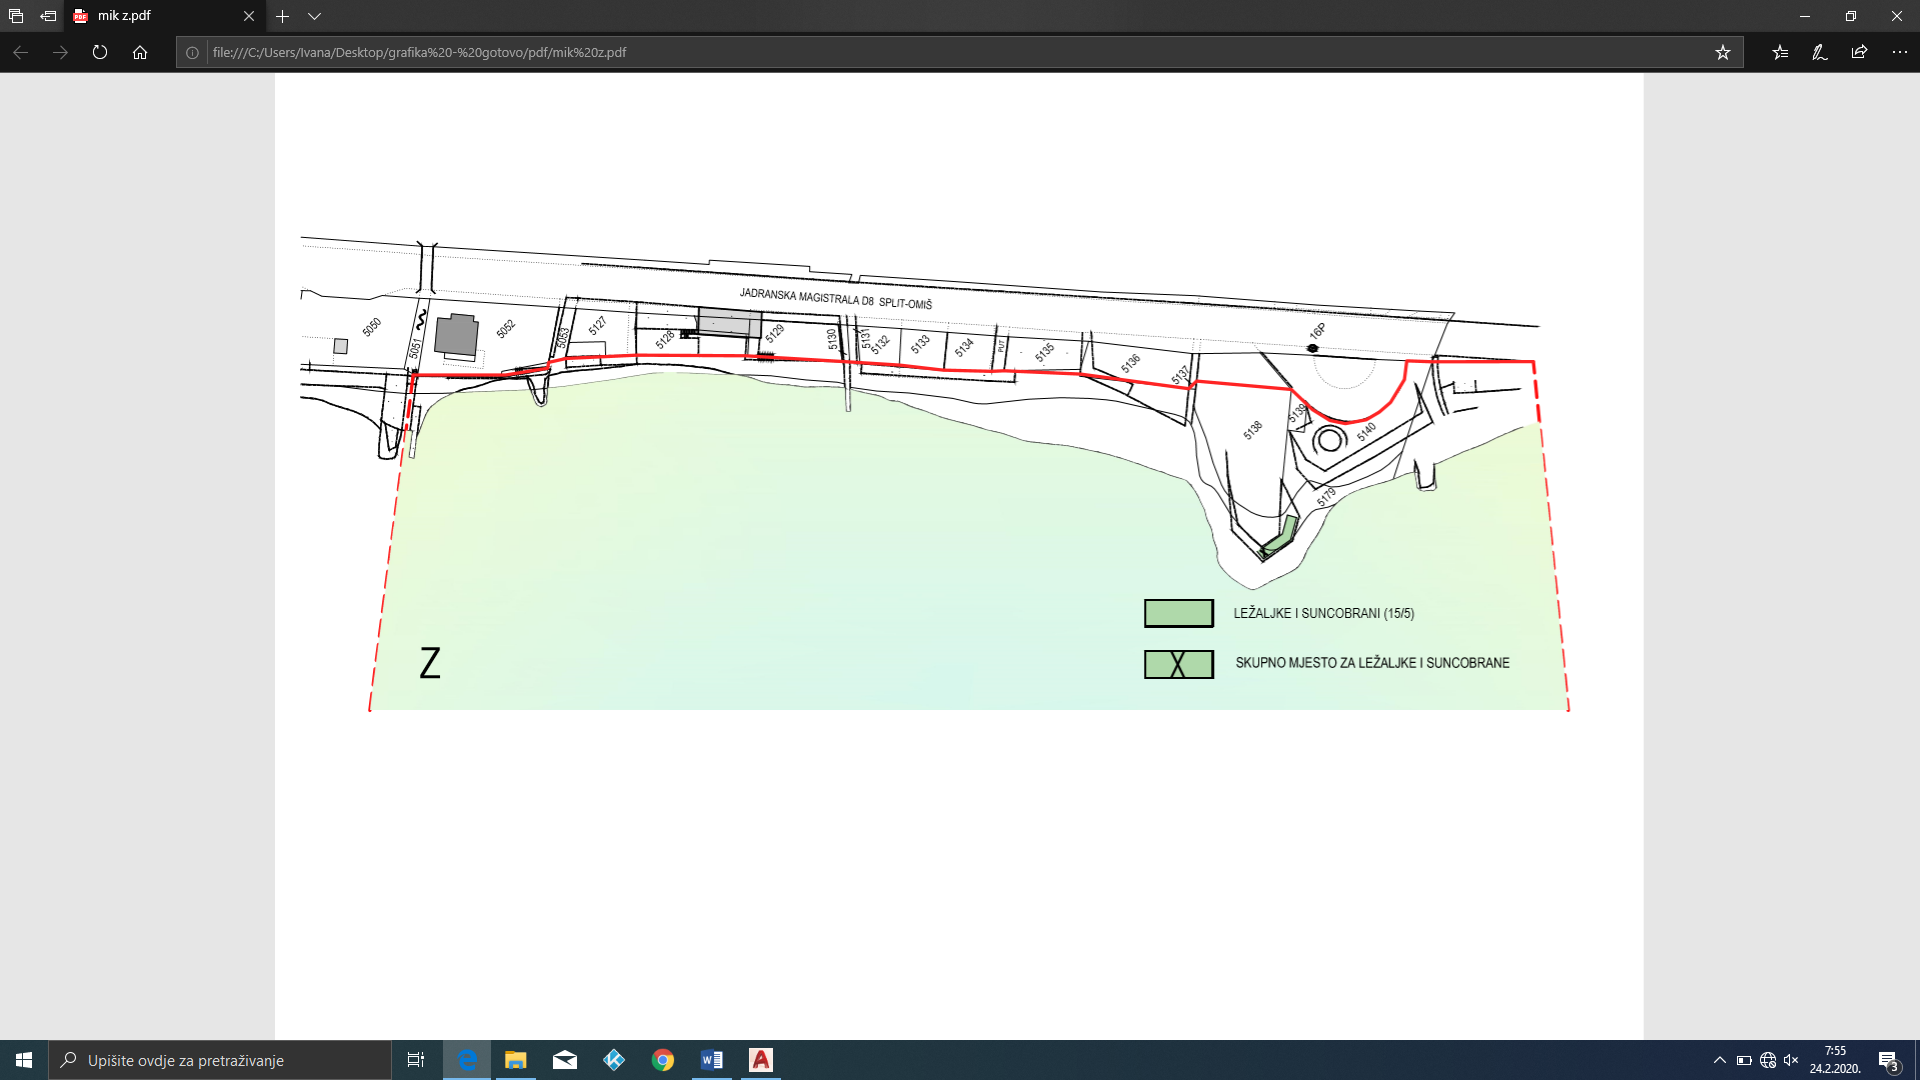 mik z.pdf
file:///C:/Users/Ivana/Desktop/grafika%20-%20gotovo/pdf/mik%20z.pdf
JADRANSKA MAGISTRALA D8 SPLIT-OMIŠ
5050
5051
5052
5053
5127
5128
5129
5130
5131
5132
5133
5134
PUT
5135
5136
5137
16P
5138
5139
5140
5179
LEŽALJKE I SUNCOBRANI (15/5)
SKUPNO MJESTO ZA LEŽALJKE I SUNCOBRANE
X
Z
Upišite ovdje za pretraživanje
7:55
24.2.2020.
3